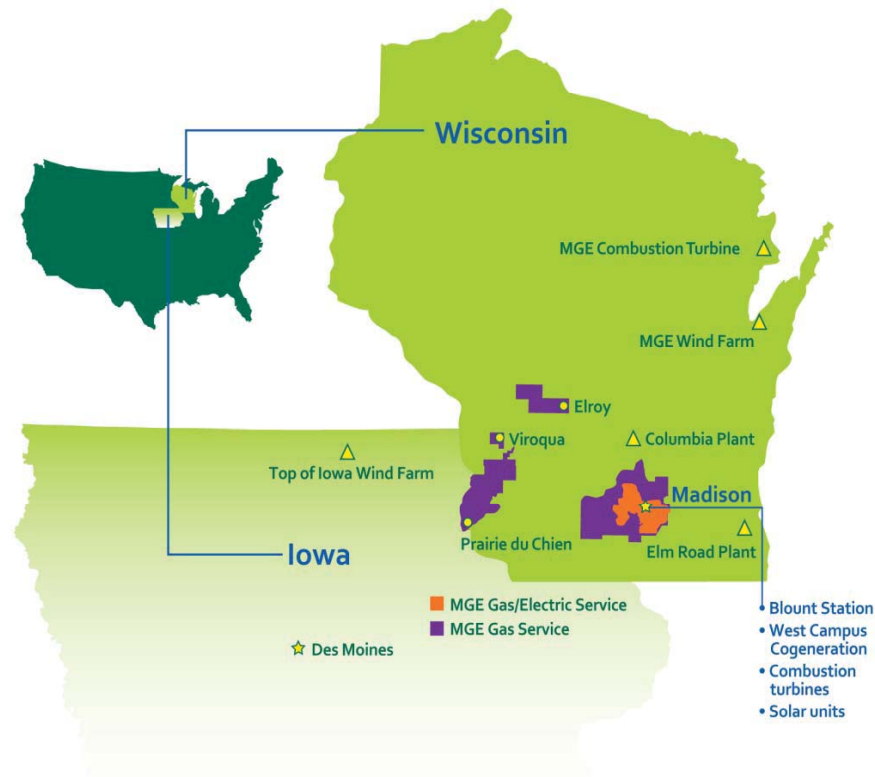 Wisconsin
MGE Combustion Turbine
MGE Wind Farm
Elroy
Viroqua
Columbia Plant
Top of Iowa Wind Farm
Madison
Prairie du Chien
Elm Road Plant
Iowa
MGE Gas/Electric Service
MGE Gas Service
Des Moines
• Blount Station
• West Campus
Cogeneration
• Combustion
turbines
• Solar units